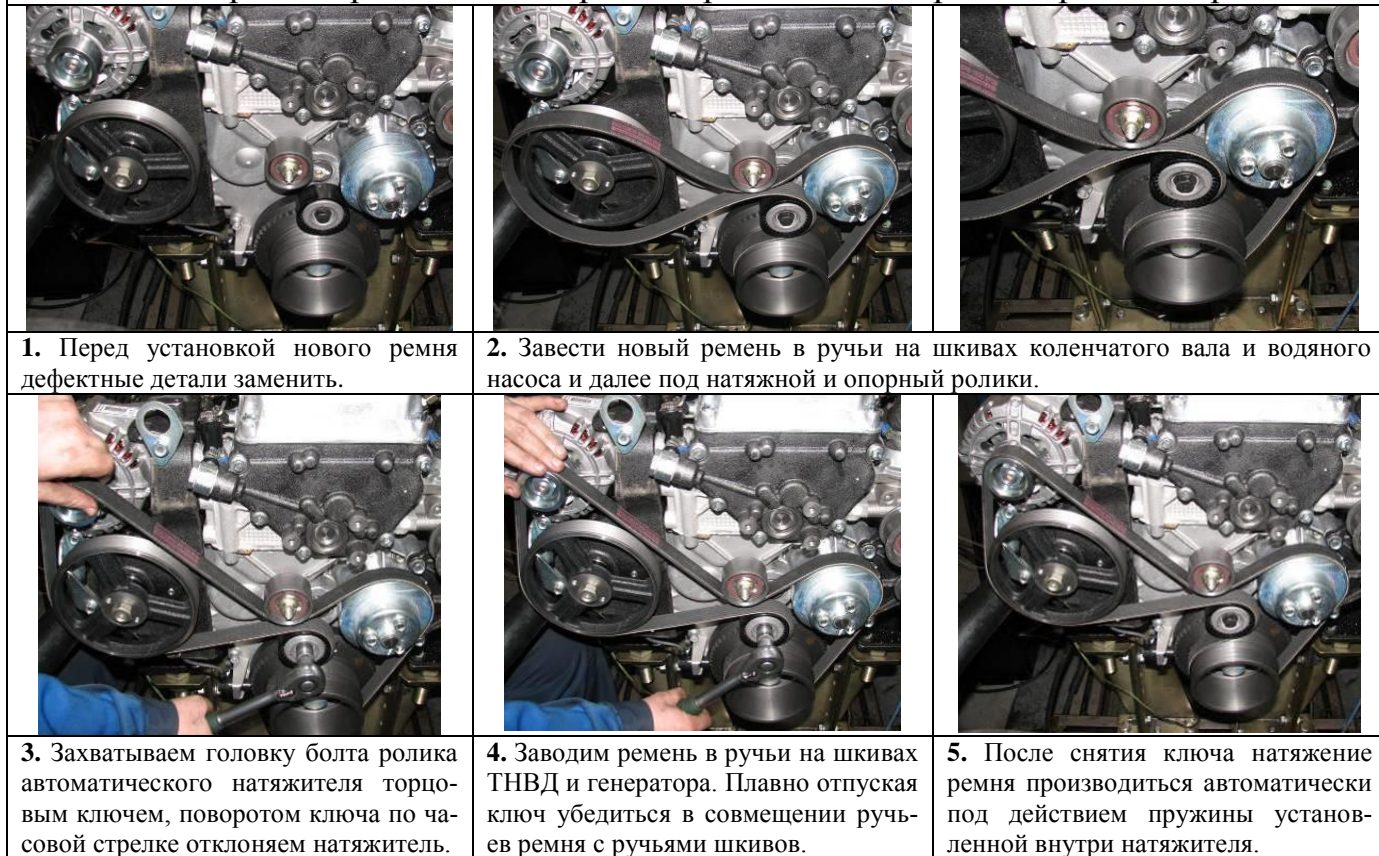 1. Перед установкой нового ремня
дефектные детали заменить.
2. Завести новый ремень в ручьи на шкивах коленчатого вала и водяного
насоса и далее под натяжной и опорный ролики.
3. Захватываем головку болта ролика
автоматического натяжителя торцо-
вым ключем, поворотом ключа по ча-
совой стрелке отклоняем натяжитель.
4. Заводим ремень в ручьи на шкивах
ТНВД и генератора. Плавно отпуская
ключ убедиться в совмещении ручь-
ев ремня с ручьями шкивов.
5. После снятия ключа натяжение
ремня производиться автоматически
под действием пружины установ-
ленной внутри натяжителя.